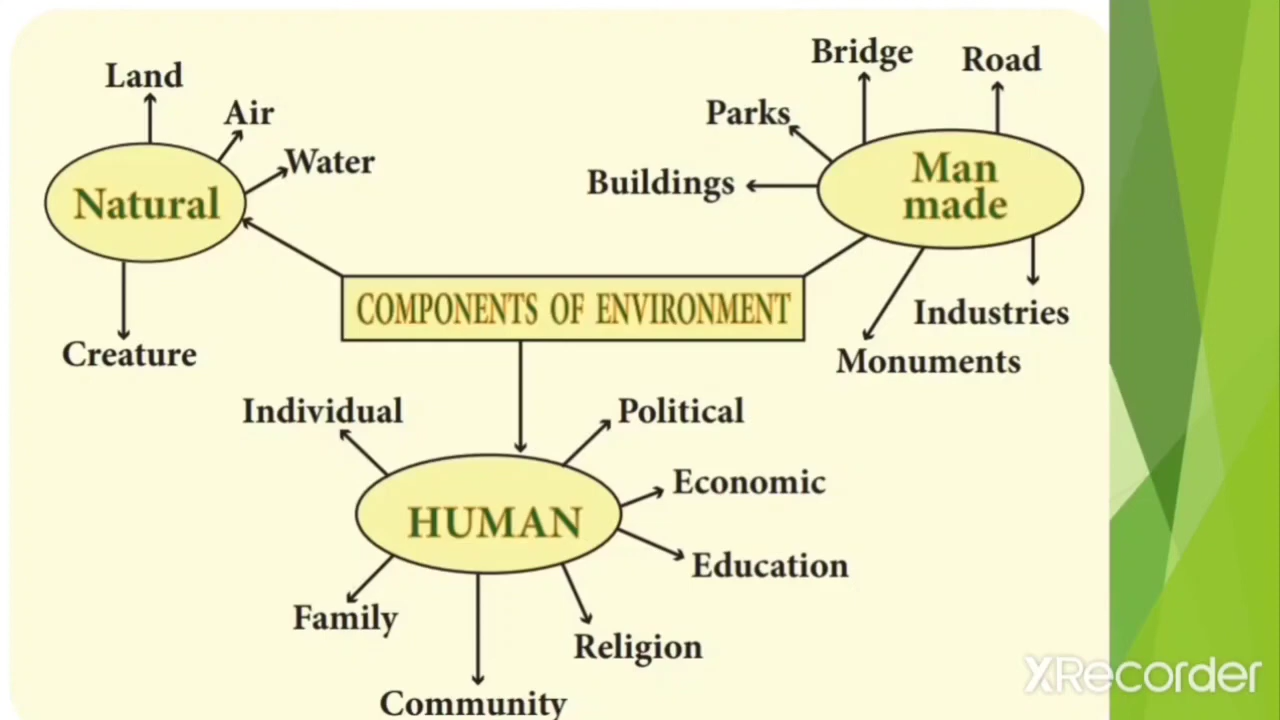 Land
Air
Water
Natural
Creature
Bridge
Road
Parks
Buildings
Man
made
Industries
Monuments
COMPONENTS OF ENVIRONMENT
Individual
Political
Economic
HUMAN
Education
Family
Religion
Community
XRecorder